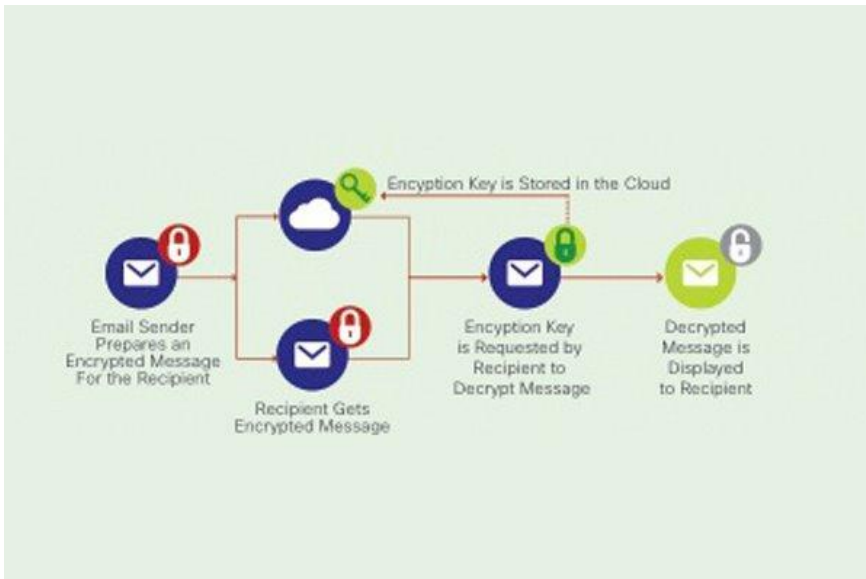 Encyption Key is Stored in the Cloud
Email Sender
Prepares an
Encrypted Message
For the Recipient
Recipient Gets
Encrypted Message
Encyption Key
is Requested by
Recipient to
Decrypt Message
Decrypted
Message is
Displayed
to Recipient